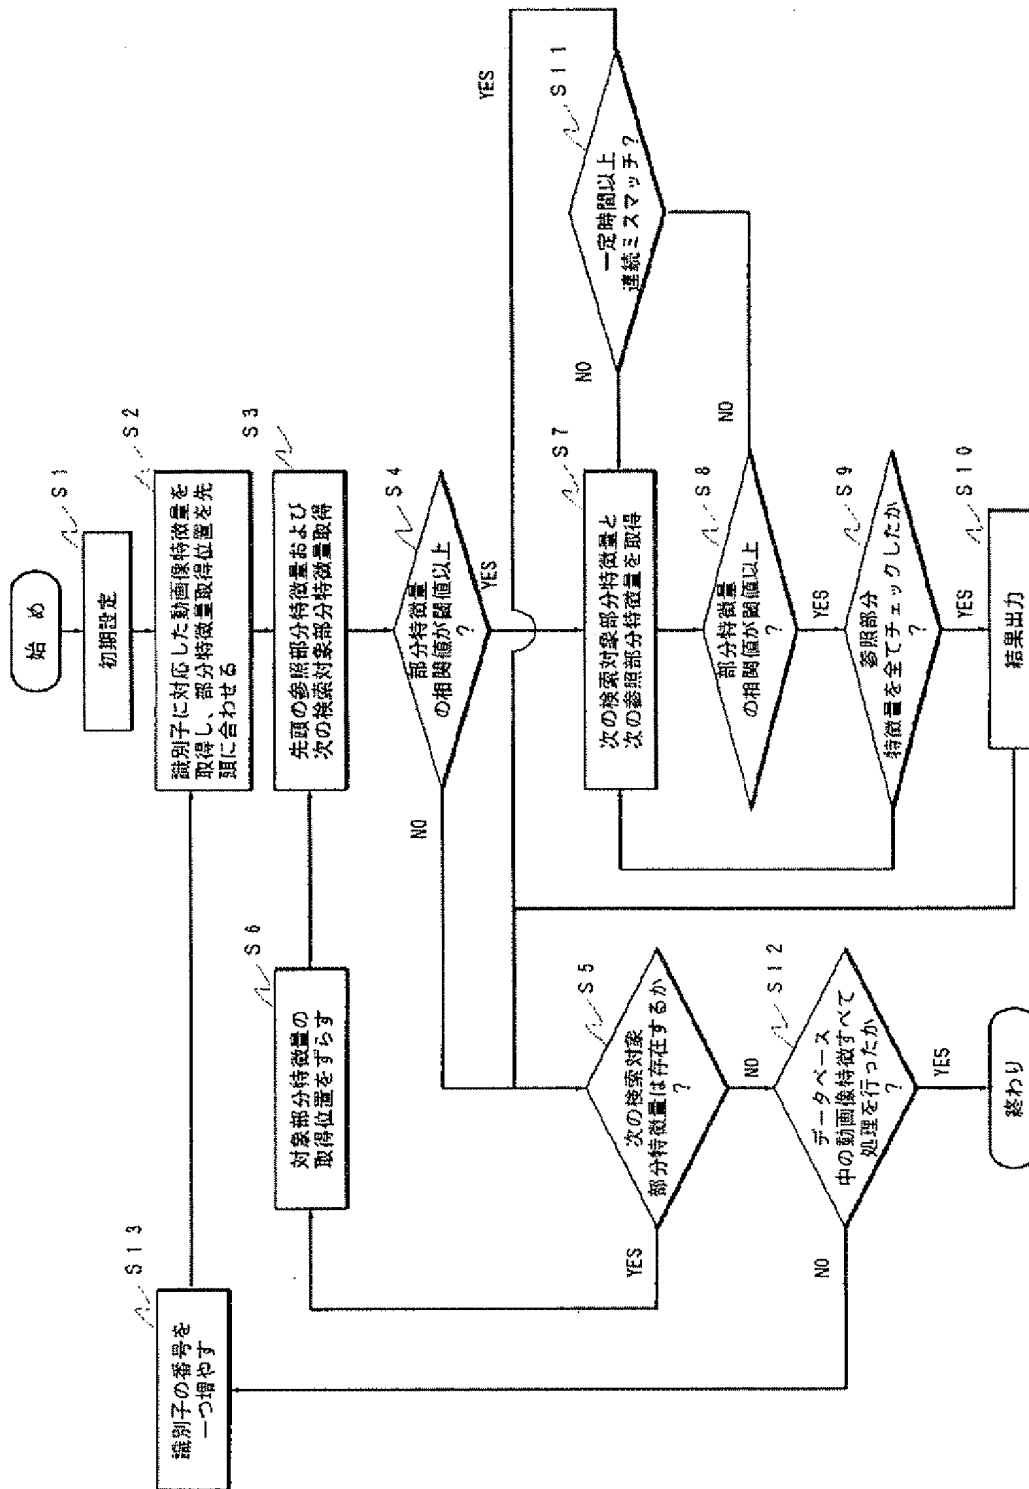 始 め
S1
初期設定
S2
識別子に対応した動画像特徴量を
取得し、部分特徴量取得位置を先
頭に合わせる
S3
先頭の参照部分特徴量および
次の検索対象部分特徴量取得
S4
部分特徴量
の相関値が閾値以上
?
YES
NO
S5
次の検索対象
部分特徴量は存在するか
?
YES
NO
S6
対象部分特徴量の
取得位置をずらす
S7
次の検索対象部分特徴量と
次の参照部分特徴量を取得
S8
部分特徴量
の相関値が閾値以上
?
YES
NO
S9
参照部分
特徴量を全てチェックしたか
?
YES
S10
結果出力
S11
一定時間以上
連続ミスマッチ?
YES
NO
S12
データベース
中の動画像特徴すべて
処理を行ったか
?
YES
NO
S13
識別子の番号を
一つ増やす
終わり